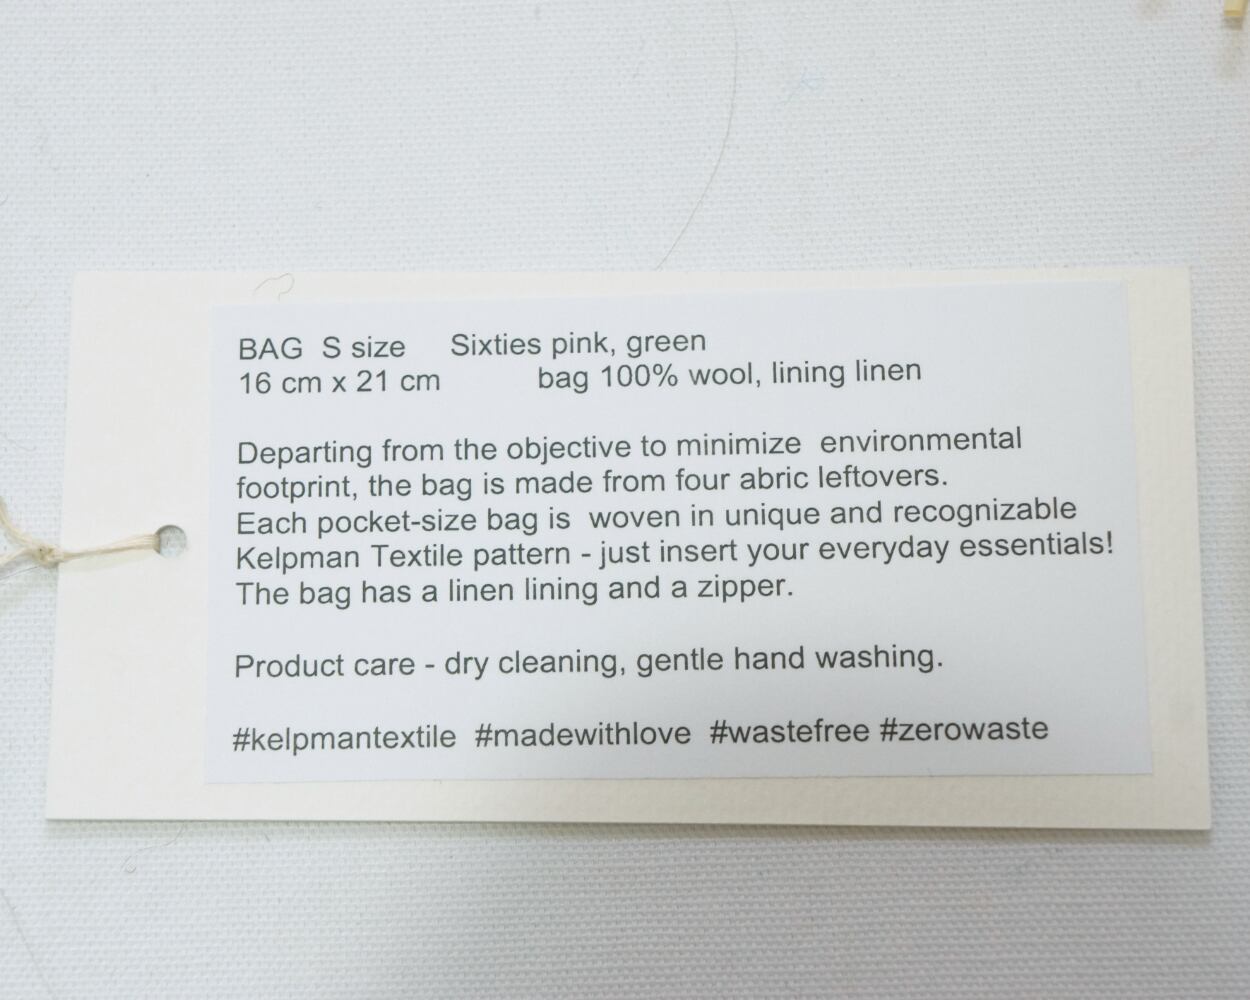 BAG  S size     Sixties pink, green
16 cm x 21 cm            bag 100% wool, lining linen
Departing from the objective to minimize  environmental
footprint, the bag is made from four abric leftovers.
Each pocket-size bag is  woven in unique and recognizable
Kelpman Textile pattern - just insert your everyday essentials!
The bag has a linen lining and a zipper.
Product care - dry cleaning, gentle hand washing.
#kelpmantextile  #madewithlove  #wastefree #zerowaste